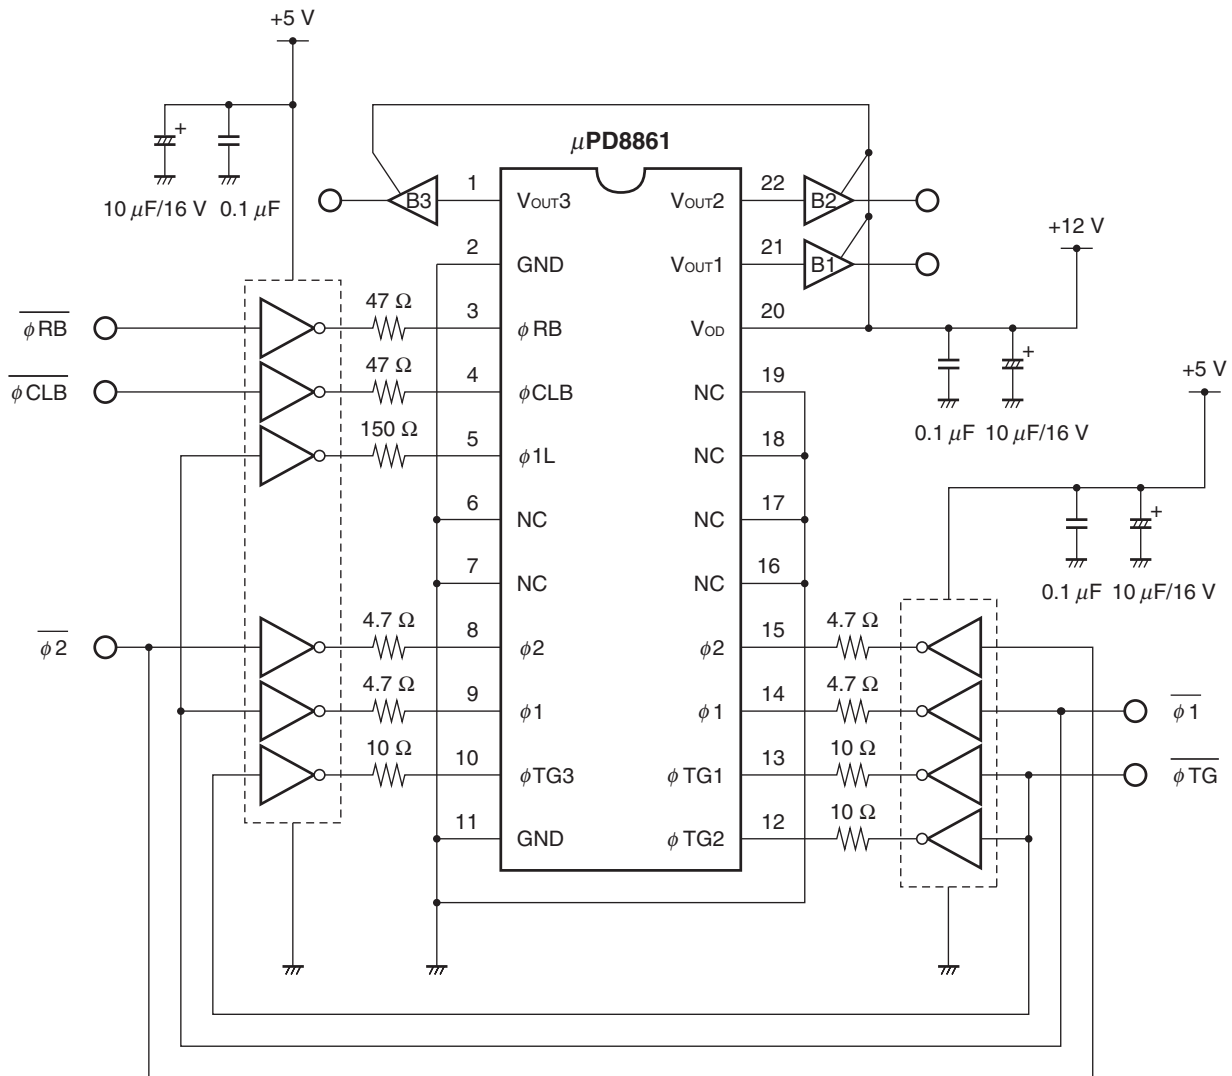 +5 V
μPD8861
10 μF/16 V 0.1 μF
B3 1 VOUT3 VOUT2 22 B2
2 GND VOUT1 21 B1
+12 V
φRB 47 Ω 3 φRB VOD 20
φCLB 47 Ω 4 φCLB NC 19
+5 V
0.1 μF 10 μF/16 V
150 Ω 5 φ1L NC 18
6 NC NC 17
7 NC NC 16
0.1 μF 10 μF/16 V
φ2 4.7 Ω 8 φ2 φ2 15 4.7 Ω
4.7 Ω 9 φ1 φ1 14 4.7 Ω φ1
10 Ω 10 φTG3 φTG1 13 10 Ω φTG
11 GND φTG2 12 10 Ω